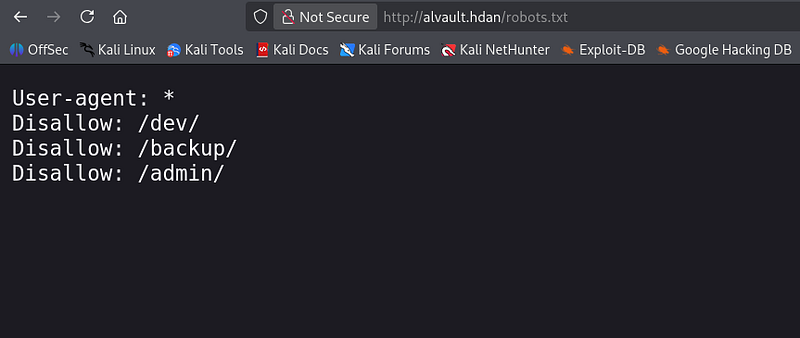 Not Secure http://alvault.hdan/robots.txt
OffSec Kali Linux Kali Tools Kali Docs Kali Forums Kali NetHunter Exploit-DB Google Hacking DB
User-agent: *
Disallow: /dev/
Disallow: /backup/
Disallow: /admin/